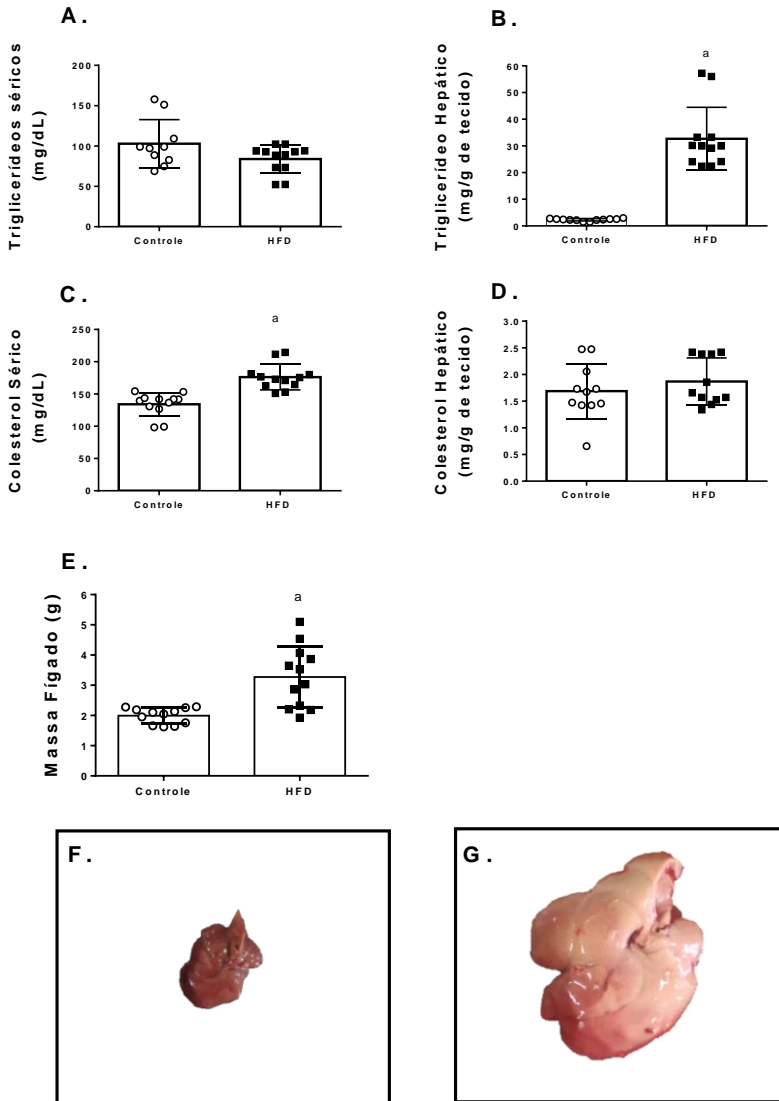 A.
Triglicerídeos séricos
(mg/dL)
200
150
100
50
0
Controle
HFD
B.
Triglicerídeo Hepático
(mg/g de tecido)
a
60
50
40
30
20
10
0
Controle
HFD
C.
Colesterol Sérico
(mg/dL)
a
250
200
150
100
50
0
Controle
HFD
D.
Colesterol Hepático
(mg/g de tecido)
3.0
2.5
2.0
1.5
1.0
0.5
0.0
Controle
HFD
E.
Massa Fígado (g)
a
6
5
4
3
2
1
0
Controle
HFD
F.
G.